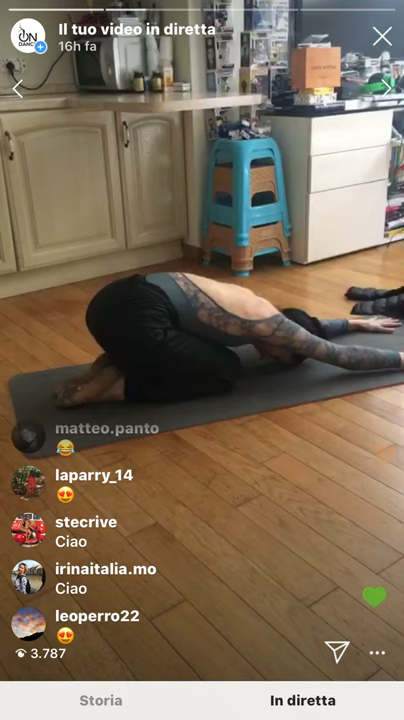 Il tuo video in diretta
16h fa
ON
DANC
matteo.panto
😂
laparry_14
😍
stecrive
Ciao
irinaitalia.mo
Ciao
leoperro22
😍
3.787
Storia
In diretta